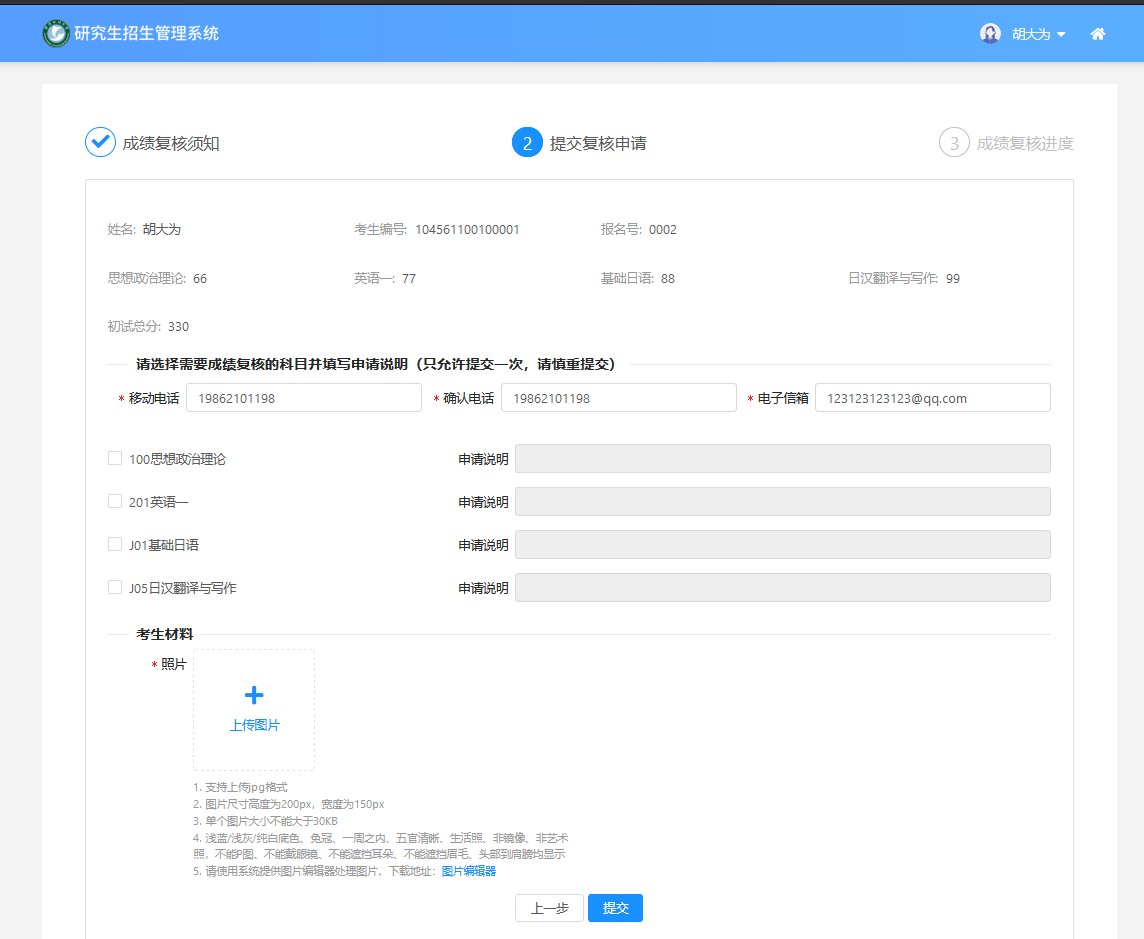 研究生招生管理系统 胡大为
成绩复核须知 2 提交复核申请 3 成绩复核进度
姓名: 胡大为 考生编号: 104561100100001 报名号: 0002
思想政治理论: 66 英语一: 77 基础日语: 88 日汉翻译与写作: 99
初试总分: 330
请选择需要成绩复核的科目并填写申请说明（只允许提交一次，请慎重提交）
* 移动电话 19862101198 * 确认电话 19862101198 * 电子信箱 123123123123@qq.com
100思想政治理论 申请说明
201英语一 申请说明
J01基础日语 申请说明
J05日汉翻译与写作 申请说明
考生材料
* 照片
上传图片
1. 支持上传jpg格式
2. 图片尺寸高度为200px，宽度为150px
3. 单个图片大小不能大于30KB
4. 浅蓝/浅灰/纯白底色、免冠、一周之内、五官清晰、生活照、非镜像、非艺术
照，不能P图、不能戴眼镜、不能遮挡耳朵、不能遮挡眉毛、头部到肩膀均显示
5. 请使用系统提供图片编辑器处理图片，下载地址：图片编辑器
上一步 提交